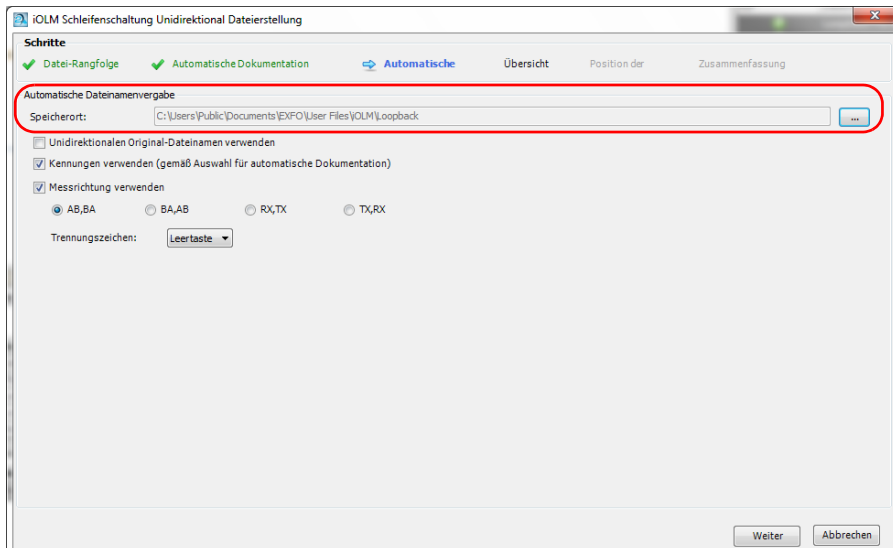 iOLM Schleifenschaltung Unidirektional Dateierstellung
Schritte
Datei-Rangfolge Automatische Dokumentation Automatische Übersicht Position der Zusammenfassung
Automatische Dateinamenvergabe
Speicherort: C:\Users\Public\Documents\EXFO\User Files\iOLM\Loopback ...
Unidirektionalen Original-Dateinamen verwenden
Kennungen verwenden (gemäß Auswahl für automatische Dokumentation)
Messrichtung verwenden
AB,BA BA,AB RX,TX TX,RX
Trennungszeichen: Leertaste
Weiter Abbrechen